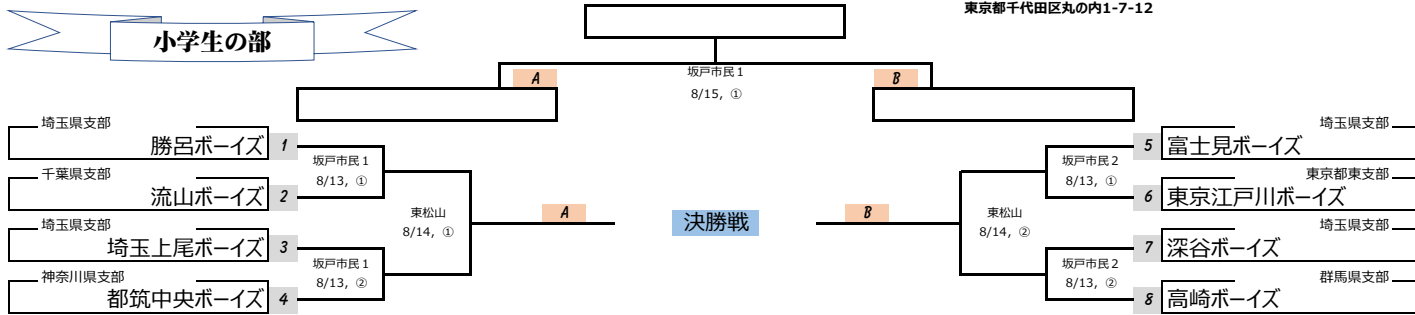 東京都千代田区丸の内1-7-12
小学生の部
A
坂戸市民1
8/15, ①
B
埼玉県支部
勝呂ボーイズ 1
坂戸市民1
8/13, ①
千葉県支部
流山ボーイズ 2
東松山
8/14, ①
A
埼玉県支部
埼玉上尾ボーイズ 3
坂戸市民1
8/13, ②
神奈川県支部
都筑中央ボーイズ 4
決勝戦
埼玉県支部
5 富士見ボーイズ
坂戸市民2
8/13, ①
東京都東支部
6 東京江戸川ボーイズ
B
東松山
8/14, ②
埼玉県支部
7 深谷ボーイズ
坂戸市民2
8/13, ②
群馬県支部
8 高崎ボーイズ